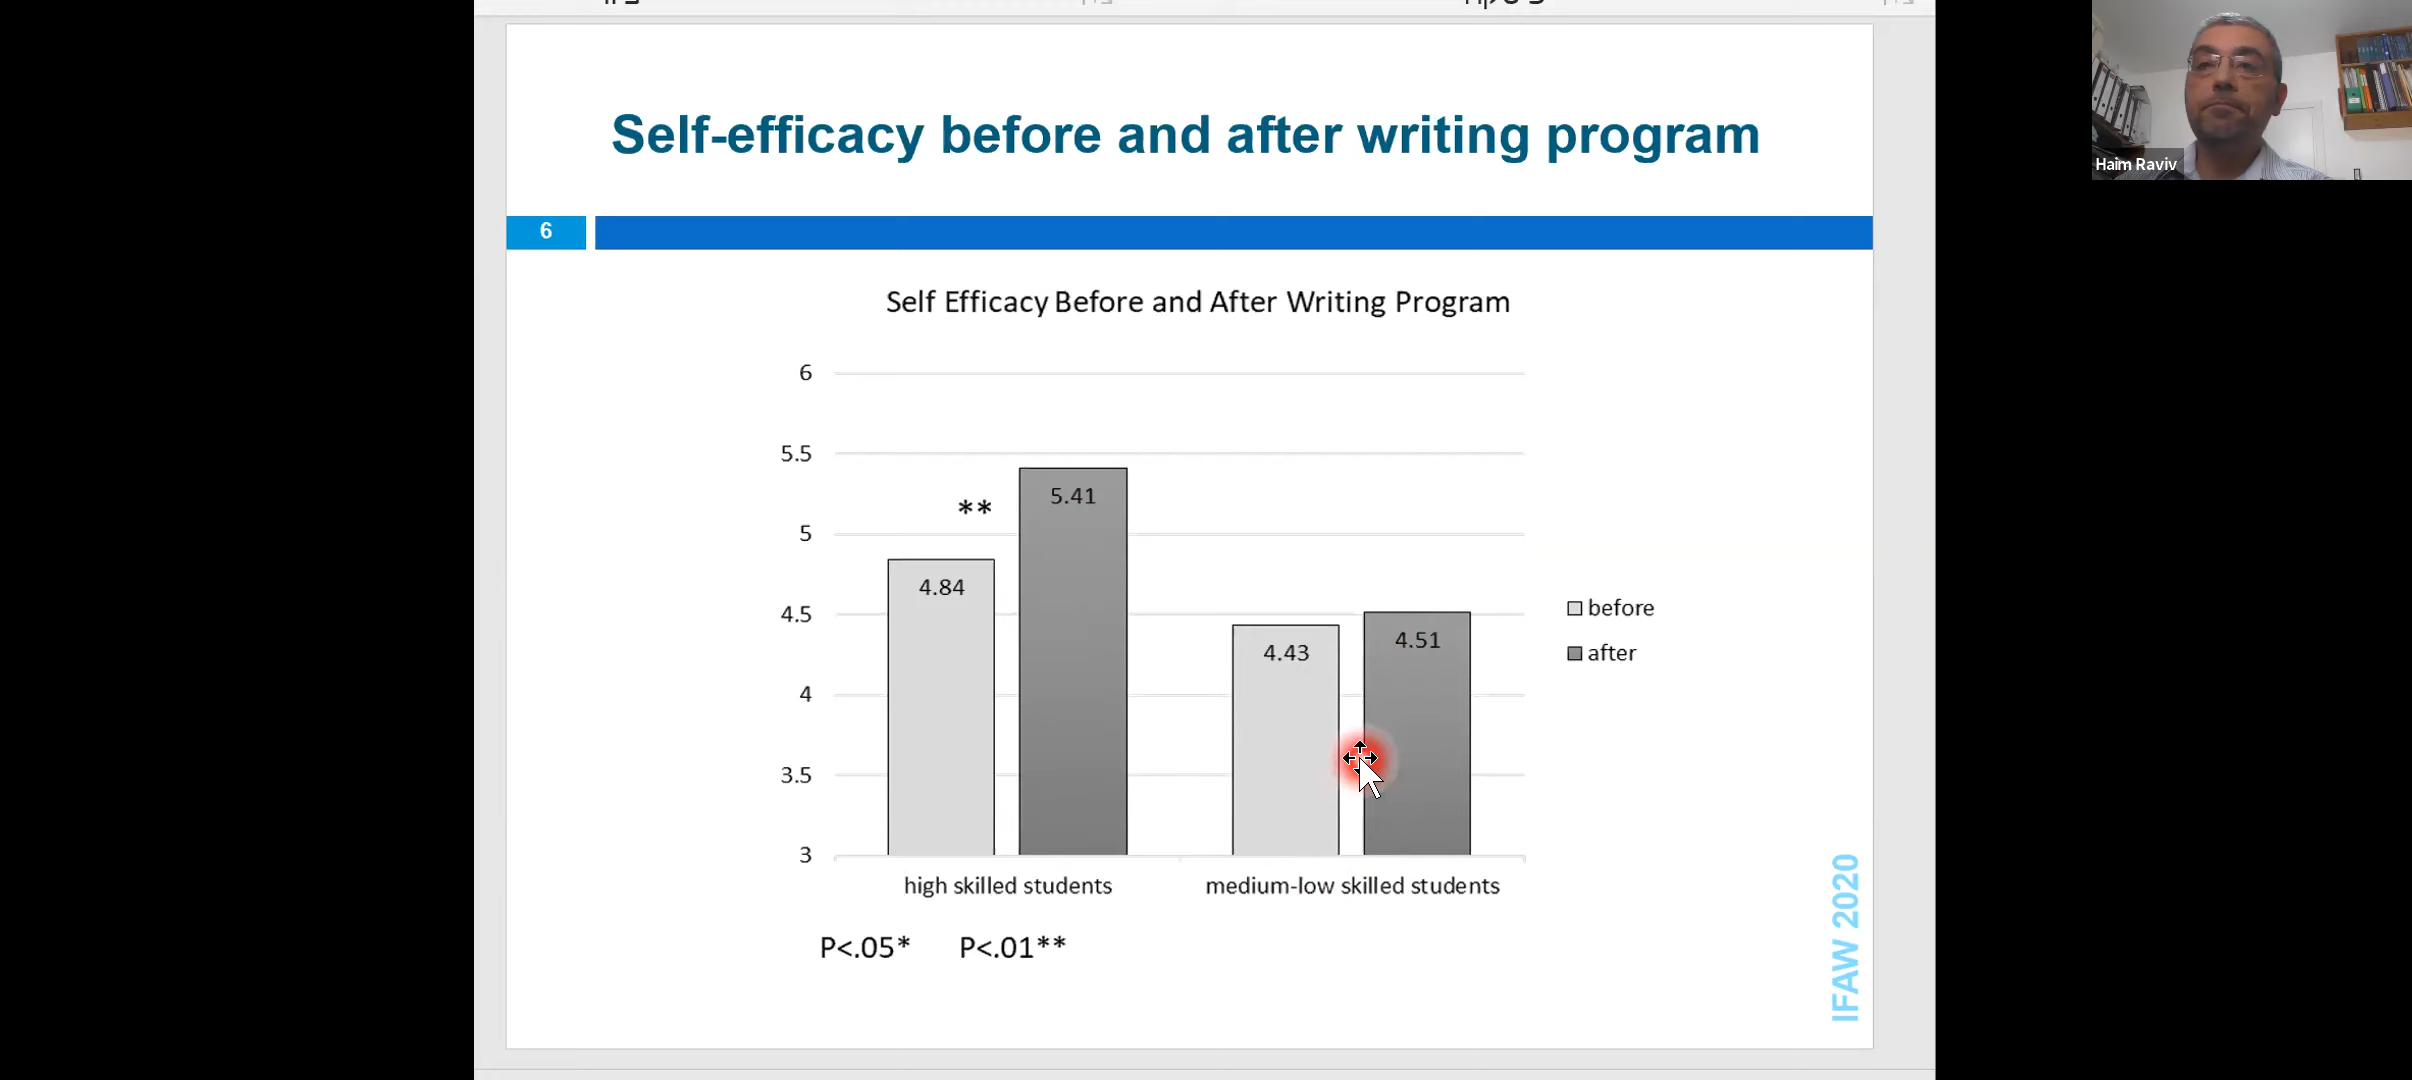 Self-efficacy before and after writing program
Haim Raviv
6
Self Efficacy Before and After Writing Program
6
5.5
5
4.5
4
3.5
3
**
4.84
5.41
4.43
4.51
before
after
high skilled students
medium-low skilled students
P<.05* P<.01**
IFAW 2020